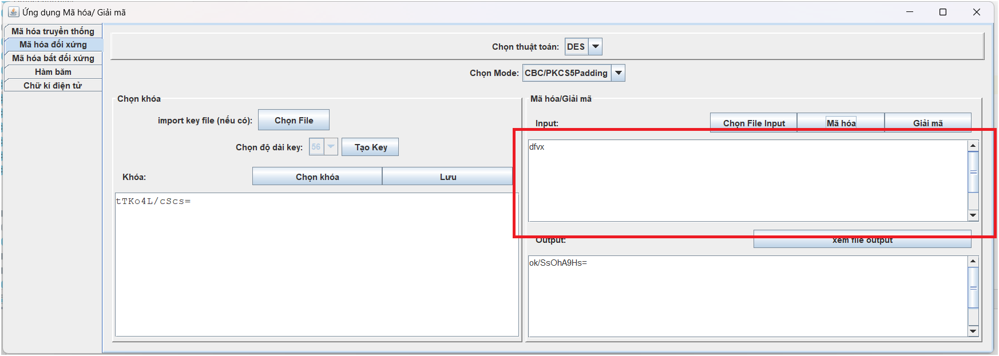 Ứng dụng Mã hóa/ Giải mã
Mã hóa truyền thống
Mã hóa đối xứng
Mã hóa bất đối xứng
Hàm băm
Chữ kí điện tử
Chọn thuật toán: DES
Chọn Mode: CBC/PKCS5Padding
Chọn khóa
import key file (nếu có): Chọn File
Chọn độ dài key: 56 Tạo Key
Khóa: Chọn khóa Lưu
tTKo4L/cScs=
Mã hóa/Giải mã
Input: Chọn File Input Mã hóa Giải mã
dfvx
Output: xem file output
ok/SsOhA9Hs=